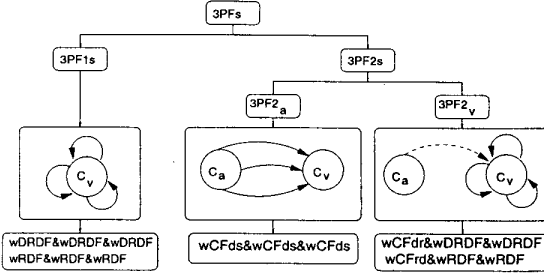 3PFs
3PF1s
3PF2s
3PF2a
3PF2v
Cv
Ca
Cv
Ca
Cv
wDRDF&wDRDF&wDRDF
wRDF&wRDF&wRDF
wCFds&wCFds&wCFds
wCFdr&wDRDF&wDRDF
wCFrd&wRDF&wRDF